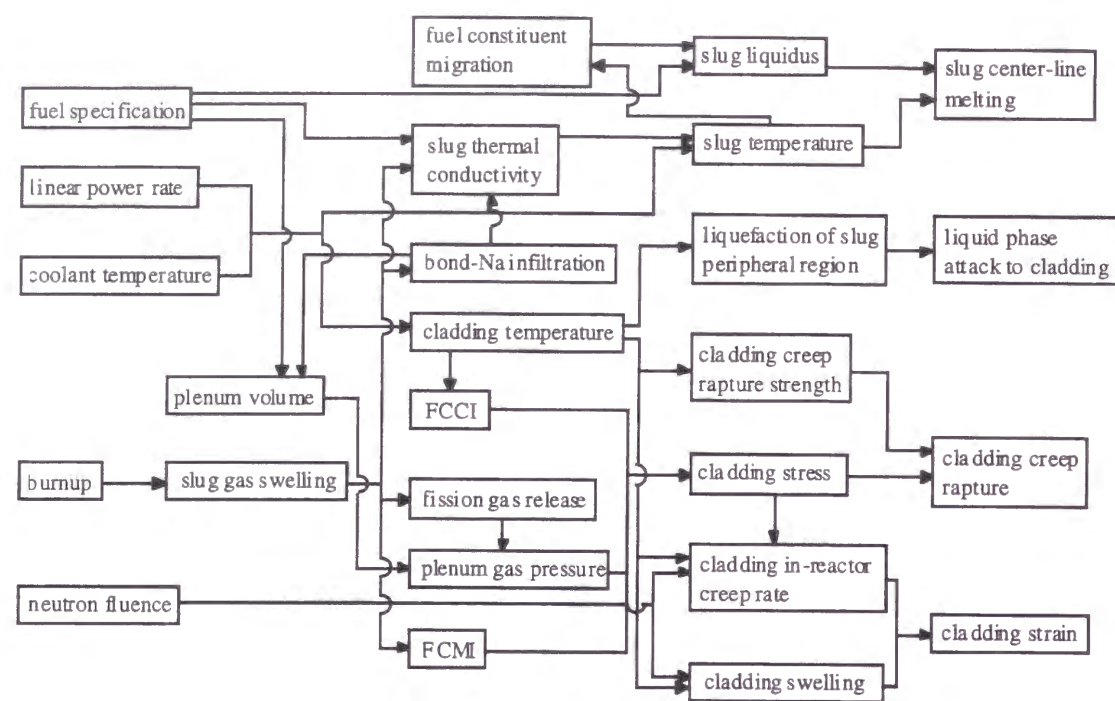 fuel constituent
migration
slug liquidus
slug center-line
melting
fuel specification
slug thermal
conductivity
slug temperature
linear power rate
coolant temperature
bond-Na infiltration
liquefaction of slug
peripheral region
liquid phase
attack to cladding
cladding temperature
cladding creep
rapture strength
plenum volume
FCCI
cladding creep
rapture
burnup
slug gas swelling
cladding stress
fission gas release
plenum gas pressure
cladding in-reactor
creep rate
neutron fluence
cladding strain
FCMI
cladding swelling